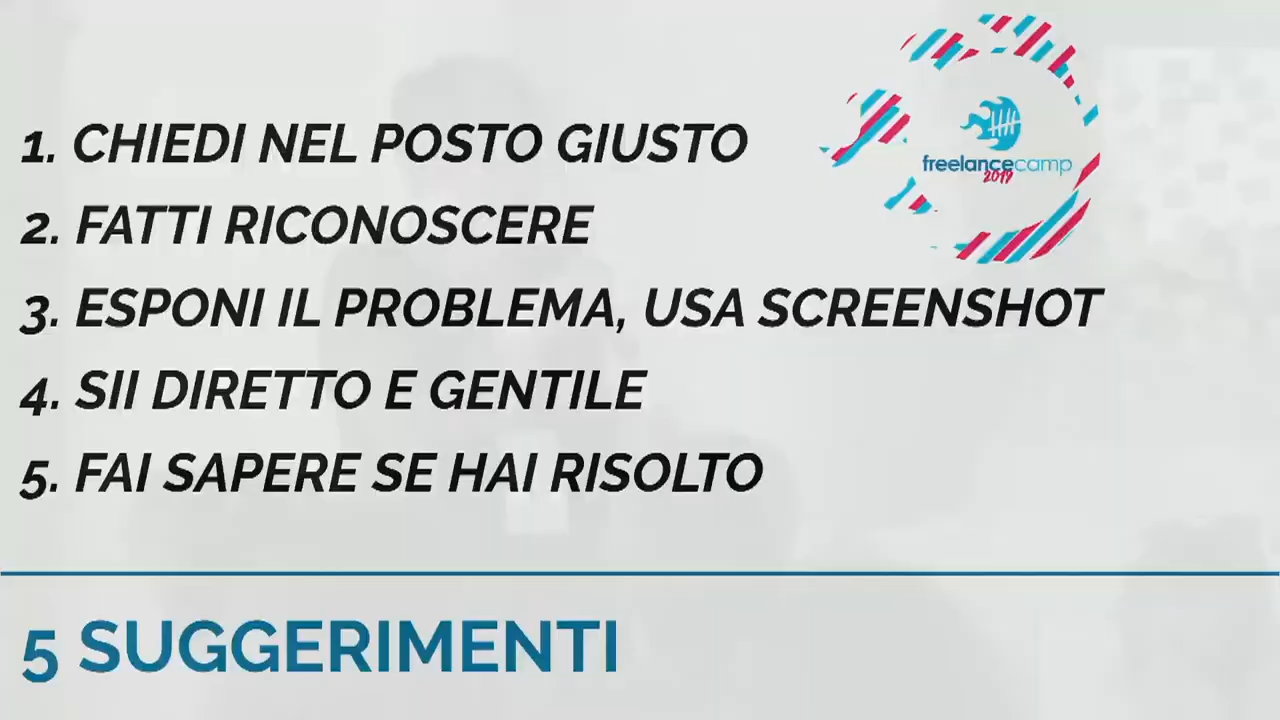 1. CHIEDI NEL POSTO GIUSTO
2. FATTI RICONOSCERE
3. ESPONI IL PROBLEMA, USA SCREENSHOT
4. SII DIRETTO E GENTILE
5. FAI SAPERE SE HAI RISOLTO
freelancecamp
2019
5 SUGGERIMENTI